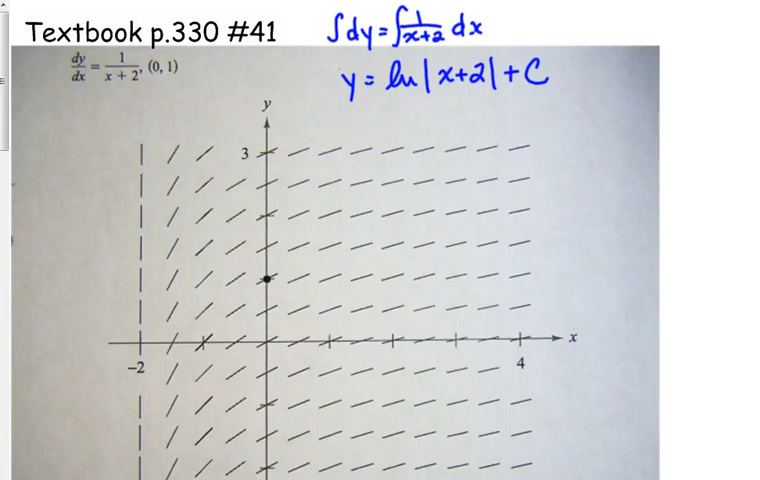 Textbook p.330 #41
∫dy = ∫ 1/(x+2) dx
dy/dx = 1/(x + 2), (0, 1)
y = ln|x+2| + C
y
3
x
-2
4